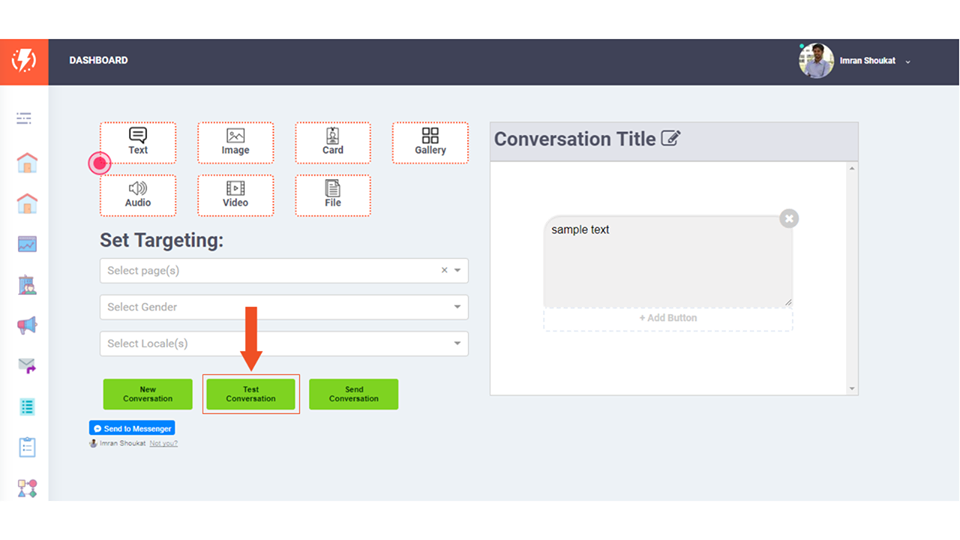 DASHBOARD
Imran Shoukat
Text
Image
Card
Gallery
Audio
Video
File
Set Targeting:
Select page(s)
Select Gender
Select Locale(s)
New
Conversation
Test
Conversation
Send
Conversation
Send to Messenger
Imran Shoukat Not you?
Conversation Title
sample text
+ Add Button